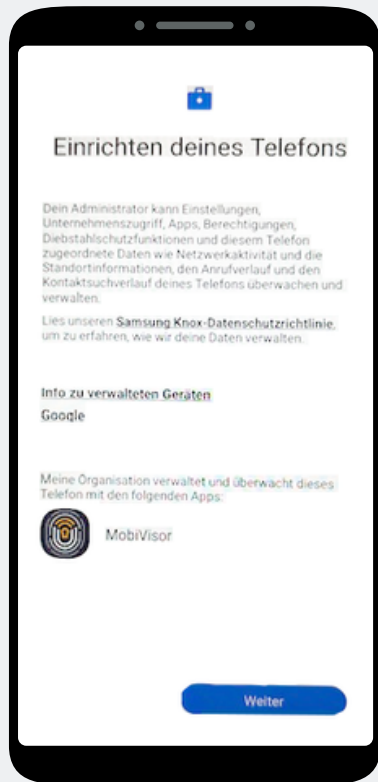 Einrichten deines Telefons
Dein Administrator kann Einstellungen,
Unternehmenszugriff, Apps, Berechtigungen,
Diebstahlschutzfunktionen und diesem Telefon
zugeordnete Daten wie Netzwerkaktivität und die
Standortinformationen, den Anrufverlauf und den
Kontaktsuchverlauf deines Telefons überwachen und
verwalten.
Lies unseren Samsung Knox-Datenschutzrichtlinie,
um zu erfahren, wie wir deine Daten verwalten.
Info zu verwalteten Geräten
Google
Meine Organisation verwaltet und überwacht dieses
Telefon mit den folgenden Apps:
MobiVisor
Weiter